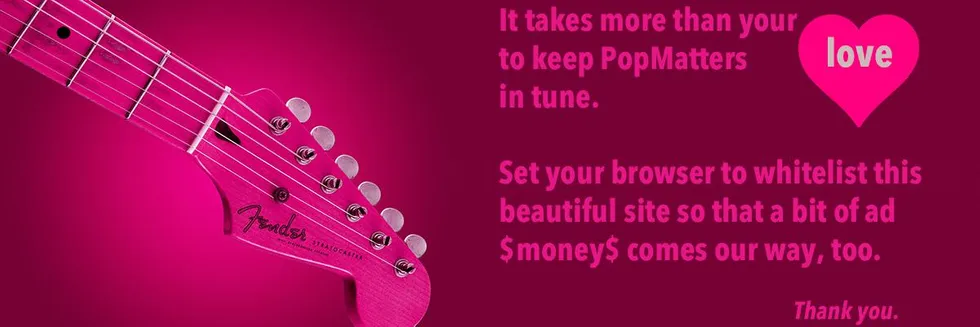 It takes more than your love
to keep PopMatters
in tune.
Set your browser to whitelist this
beautiful site so that a bit of ad
$money$ comes our way, too.
Thank you.
Fender
STRATOCASTER